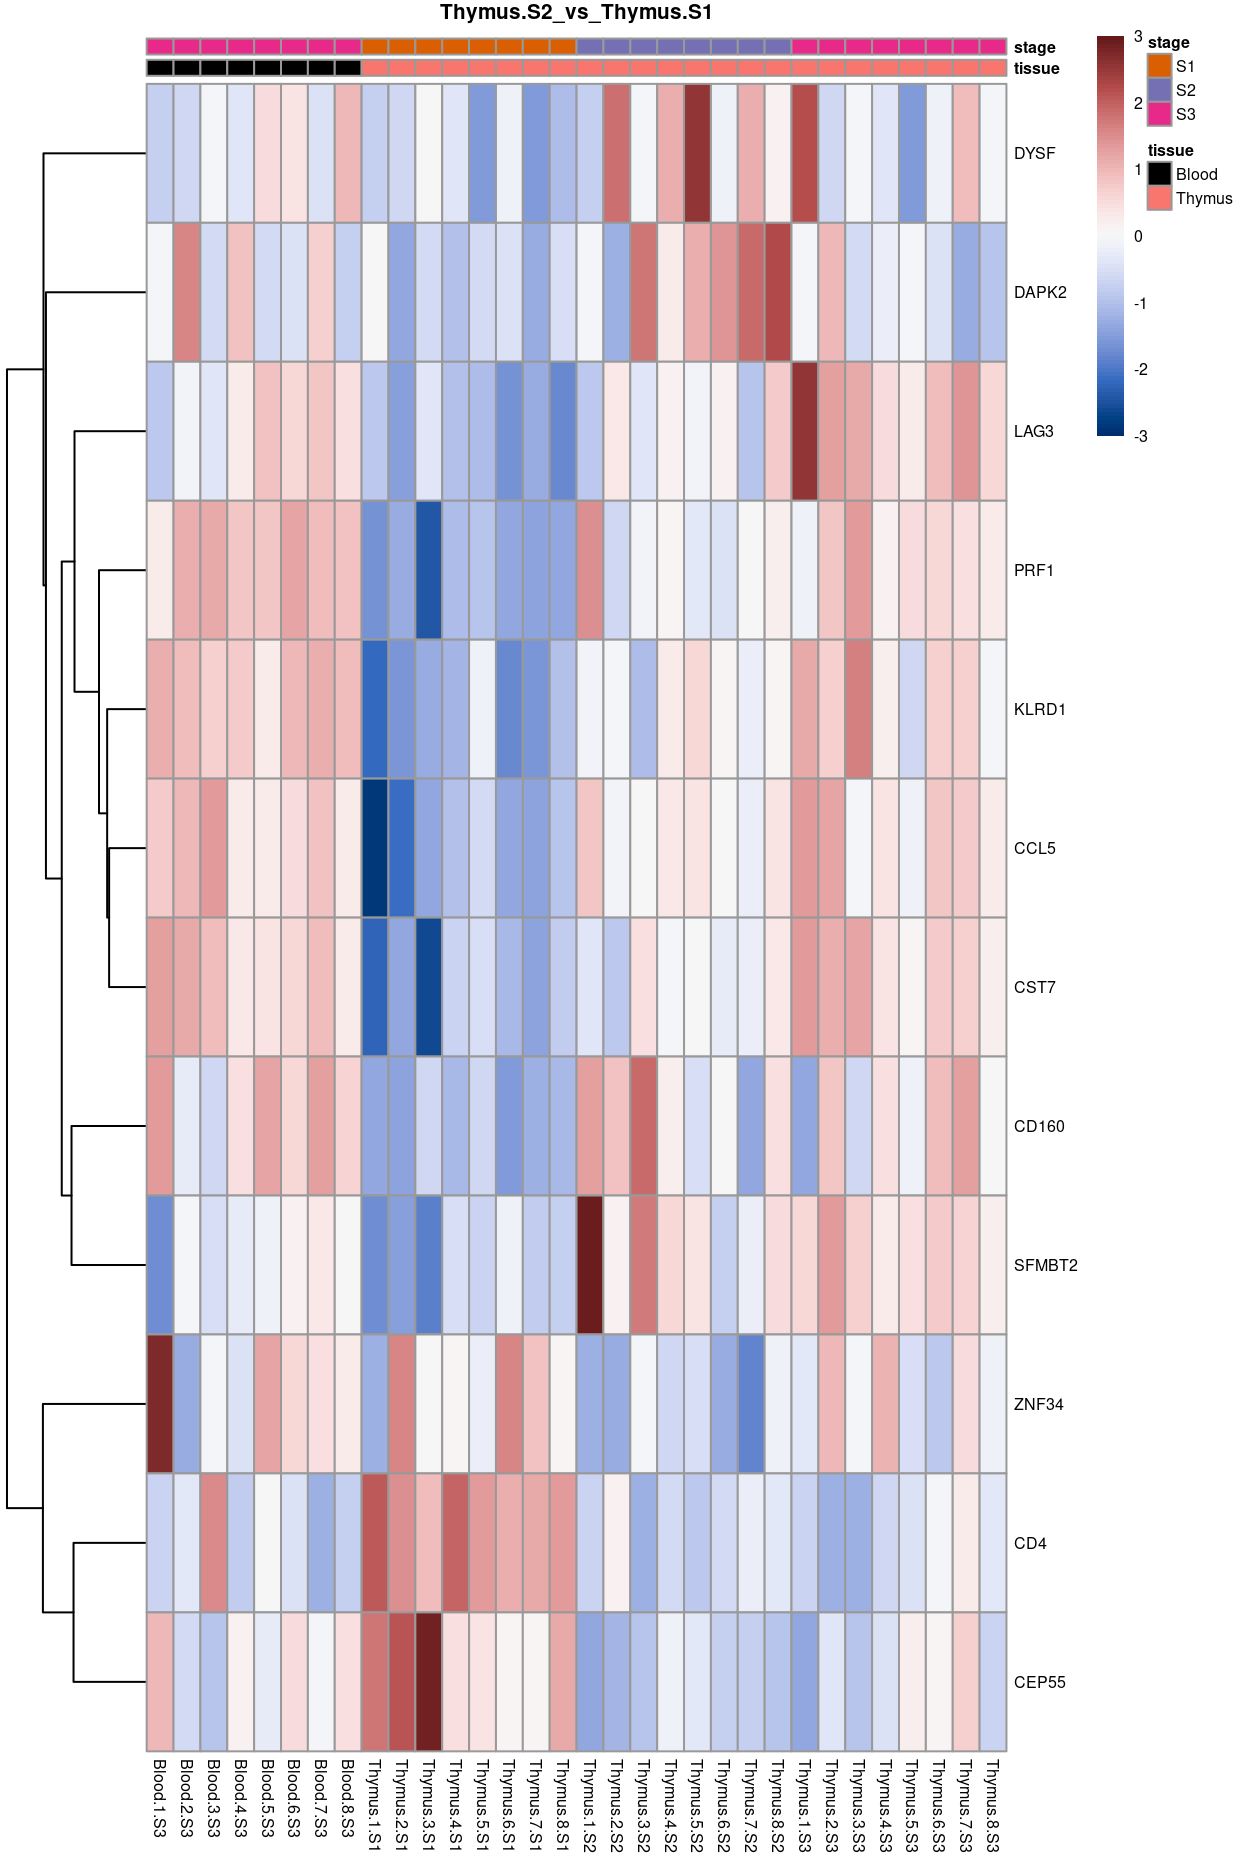 Thymus.S2_vs_Thymus.S1
stage
tissue
3
2
1
0
-1
-2
-3
stage
S1
S2
S3
tissue
Blood
Thymus
DYSF
DAPK2
LAG3
PRF1
KLRD1
CCL5
CST7
CD160
SFMBT2
ZNF34
CD4
CEP55
Blood.1.S3
Blood.2.S3
Blood.3.S3
Blood.4.S3
Blood.5.S3
Blood.6.S3
Blood.7.S3
Blood.8.S3
Thymus.1.S1
Thymus.2.S1
Thymus.3.S1
Thymus.4.S1
Thymus.5.S1
Thymus.6.S1
Thymus.7.S1
Thymus.8.S1
Thymus.1.S2
Thymus.2.S2
Thymus.3.S2
Thymus.4.S2
Thymus.5.S2
Thymus.6.S2
Thymus.7.S2
Thymus.8.S2
Thymus.1.S3
Thymus.2.S3
Thymus.3.S3
Thymus.4.S3
Thymus.5.S3
Thymus.6.S3
Thymus.7.S3
Thymus.8.S3